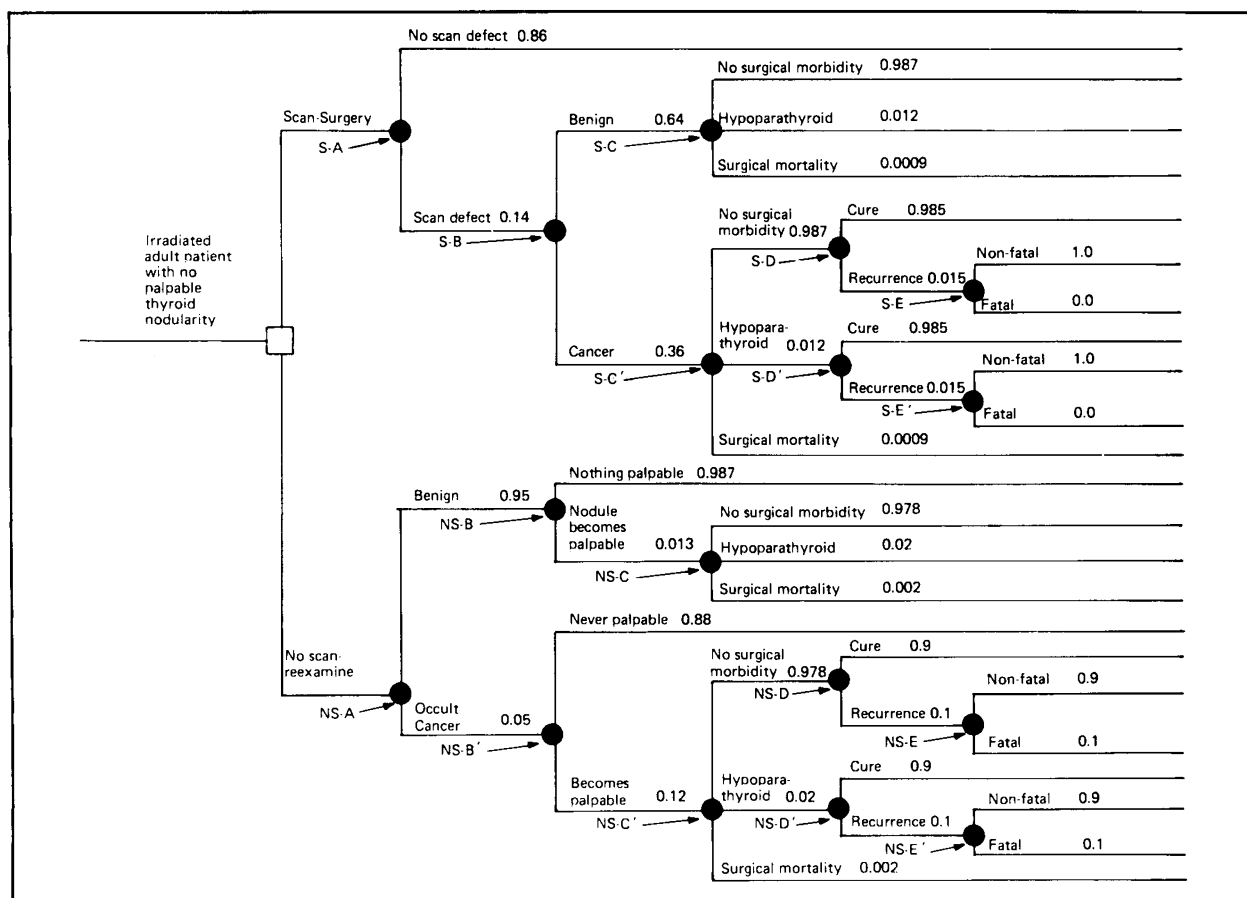 No scan defect 0.86
No surgical morbidity 0.987
Scan-Surgery
S-A
Benign 0.64
S-C
Hypoparathyroid 0.012
Surgical mortality 0.0009
Scan defect 0.14
S-B
Irradiated
adult patient
with no
palpable
thyroid
nodularity
No surgical
morbidity 0.987
S-D
Cure 0.985
Recurrence 0.015
S-E
Non-fatal 1.0
Fatal 0.0
Cancer 0.36
S-C′
Hypopara-
thyroid 0.012
S-D′
Cure 0.985
Recurrence 0.015
S-E′
Non-fatal 1.0
Fatal 0.0
Surgical mortality 0.0009
Nothing palpable 0.987
Benign 0.95
NS-B
Nodule
becomes
palpable 0.013
NS-C
No surgical morbidity 0.978
Hypoparathyroid 0.02
Surgical mortality 0.002
No scan-
reexamine
NS-A
Never palpable 0.88
Occult
Cancer 0.05
NS-B′
No surgical
morbidity 0.978
NS-D
Cure 0.9
Recurrence 0.1
NS-E
Non-fatal 0.9
Fatal 0.1
Becomes
palpable 0.12
NS-C′
Hypopara-
thyroid 0.02
NS-D′
Cure 0.9
Recurrence 0.1
NS-E′
Non-fatal 0.9
Fatal 0.1
Surgical mortality 0.002